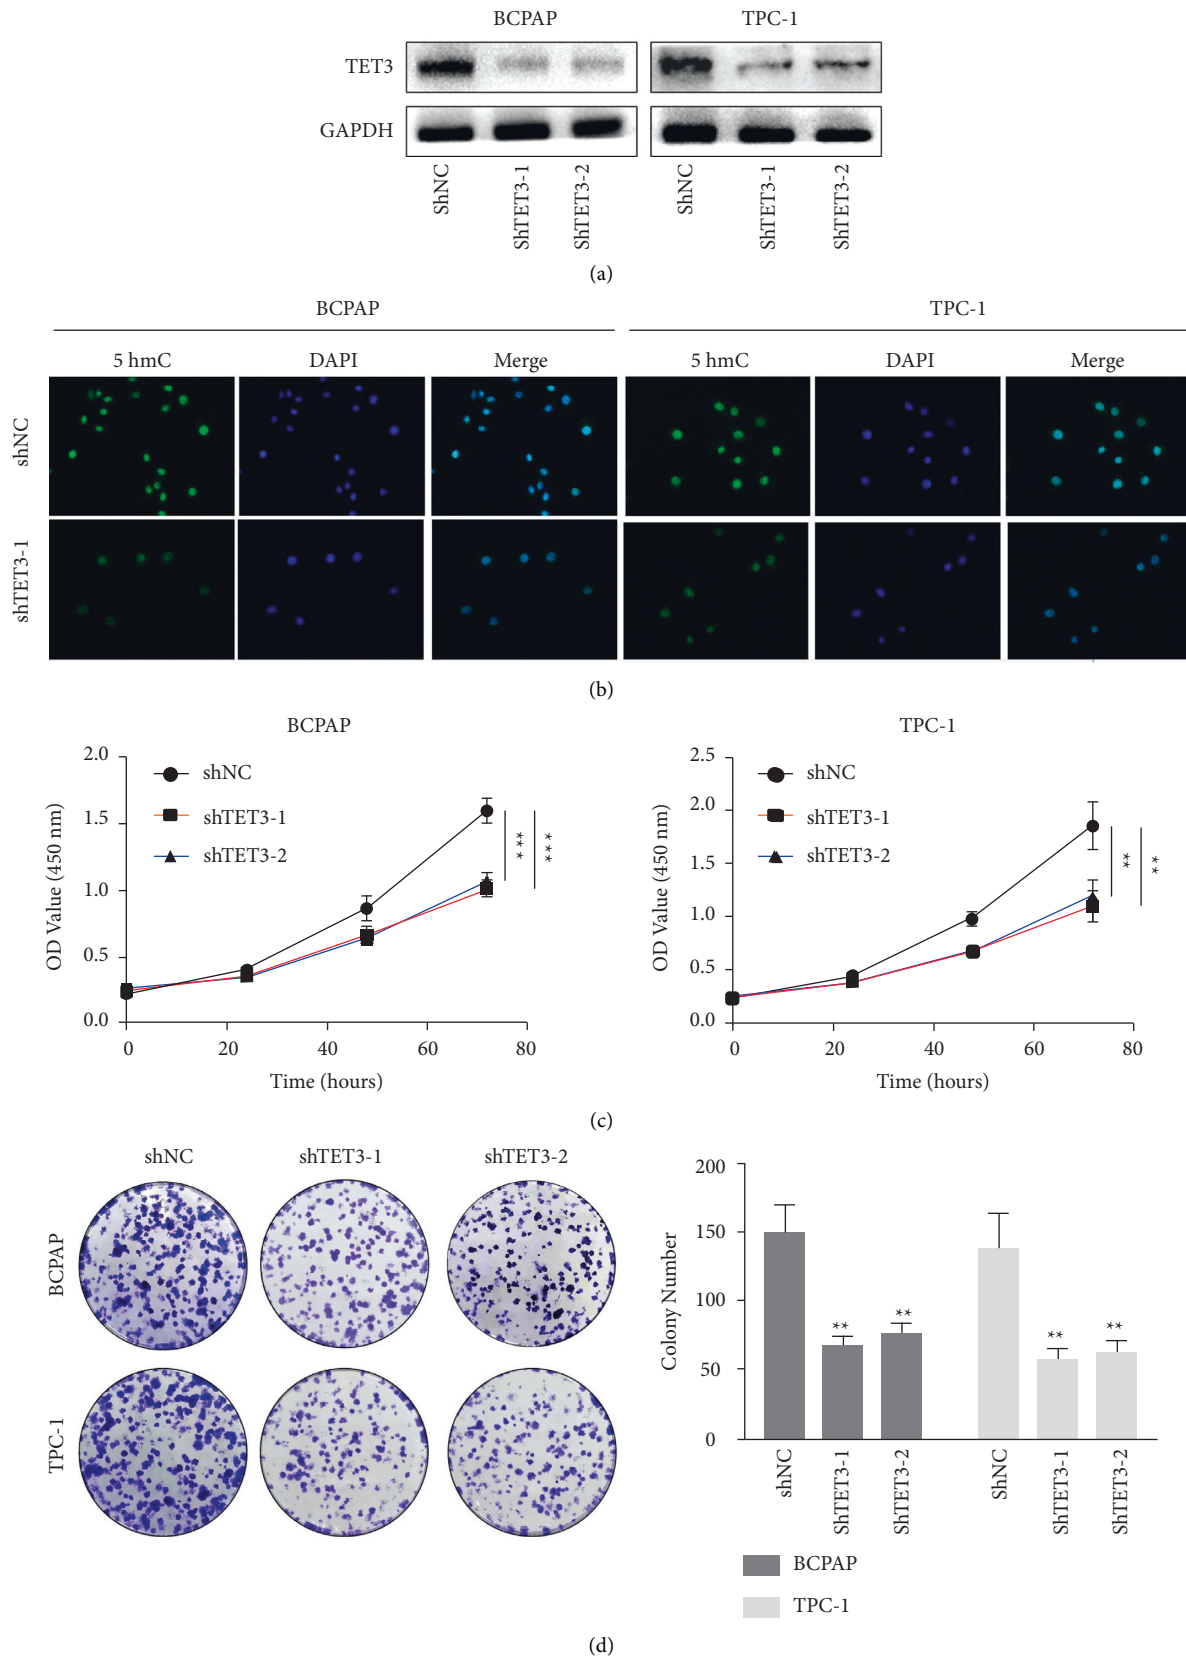 BCPAP TPC-1
TET3
GAPDH
ShNC ShTET3-1 ShTET3-2 ShNC ShTET3-1 ShTET3-2
(a)
BCPAP TPC-1
5 hmC DAPI Merge 5 hmC DAPI Merge
shNC
shTET3-1
(b)
BCPAP
2.0
1.5
1.0
0.5
0.0
OD Value (450 nm)
shNC
shTET3-1
shTET3-2
***
***
0 20 40 60 80
Time (hours)
TPC-1
2.5
2.0
1.5
1.0
0.5
0.0
OD Value (450 nm)
shNC
shTET3-1
shTET3-2
**
**
0 20 40 60 80
Time (hours)
(c)
shNC shTET3-1 shTET3-2
BCPAP
TPC-1
200
150
100
50
0
Colony Number
** ** ** **
shNC ShTET3-1 ShTET3-2 ShNC ShTET3-1 ShTET3-2
BCPAP
TPC-1
(d)